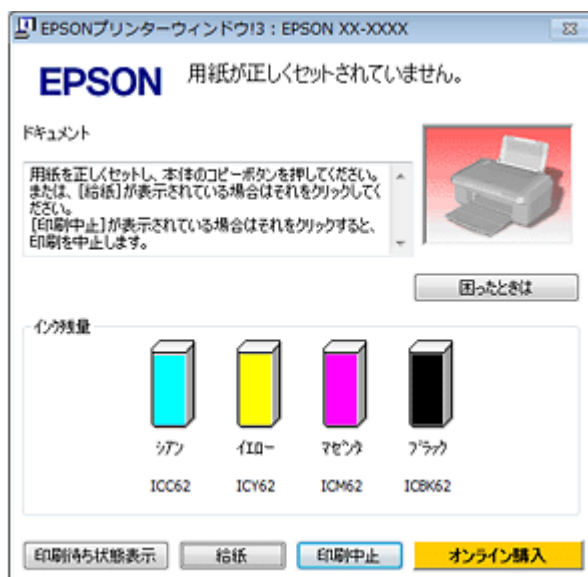 EPSONプリンターウィンドウ!3 : EPSON XX-XXXX
EPSON
用紙が正しくセットされていません。
ドキュメント
用紙を正しくセットし、本体のコピーボタンを押してください。
または、[給紙]が表示されている場合はそれをクリックしてく
ださい。
[印刷中止]が表示されている場合はそれをクリックすると、
印刷を中止します。
困ったときは
インク残量
シアン イエロー マゼンタ ブラック
ICC62 ICY62 ICM62 ICBK62
印刷待ち状態表示 給紙 印刷中止 オンライン購入